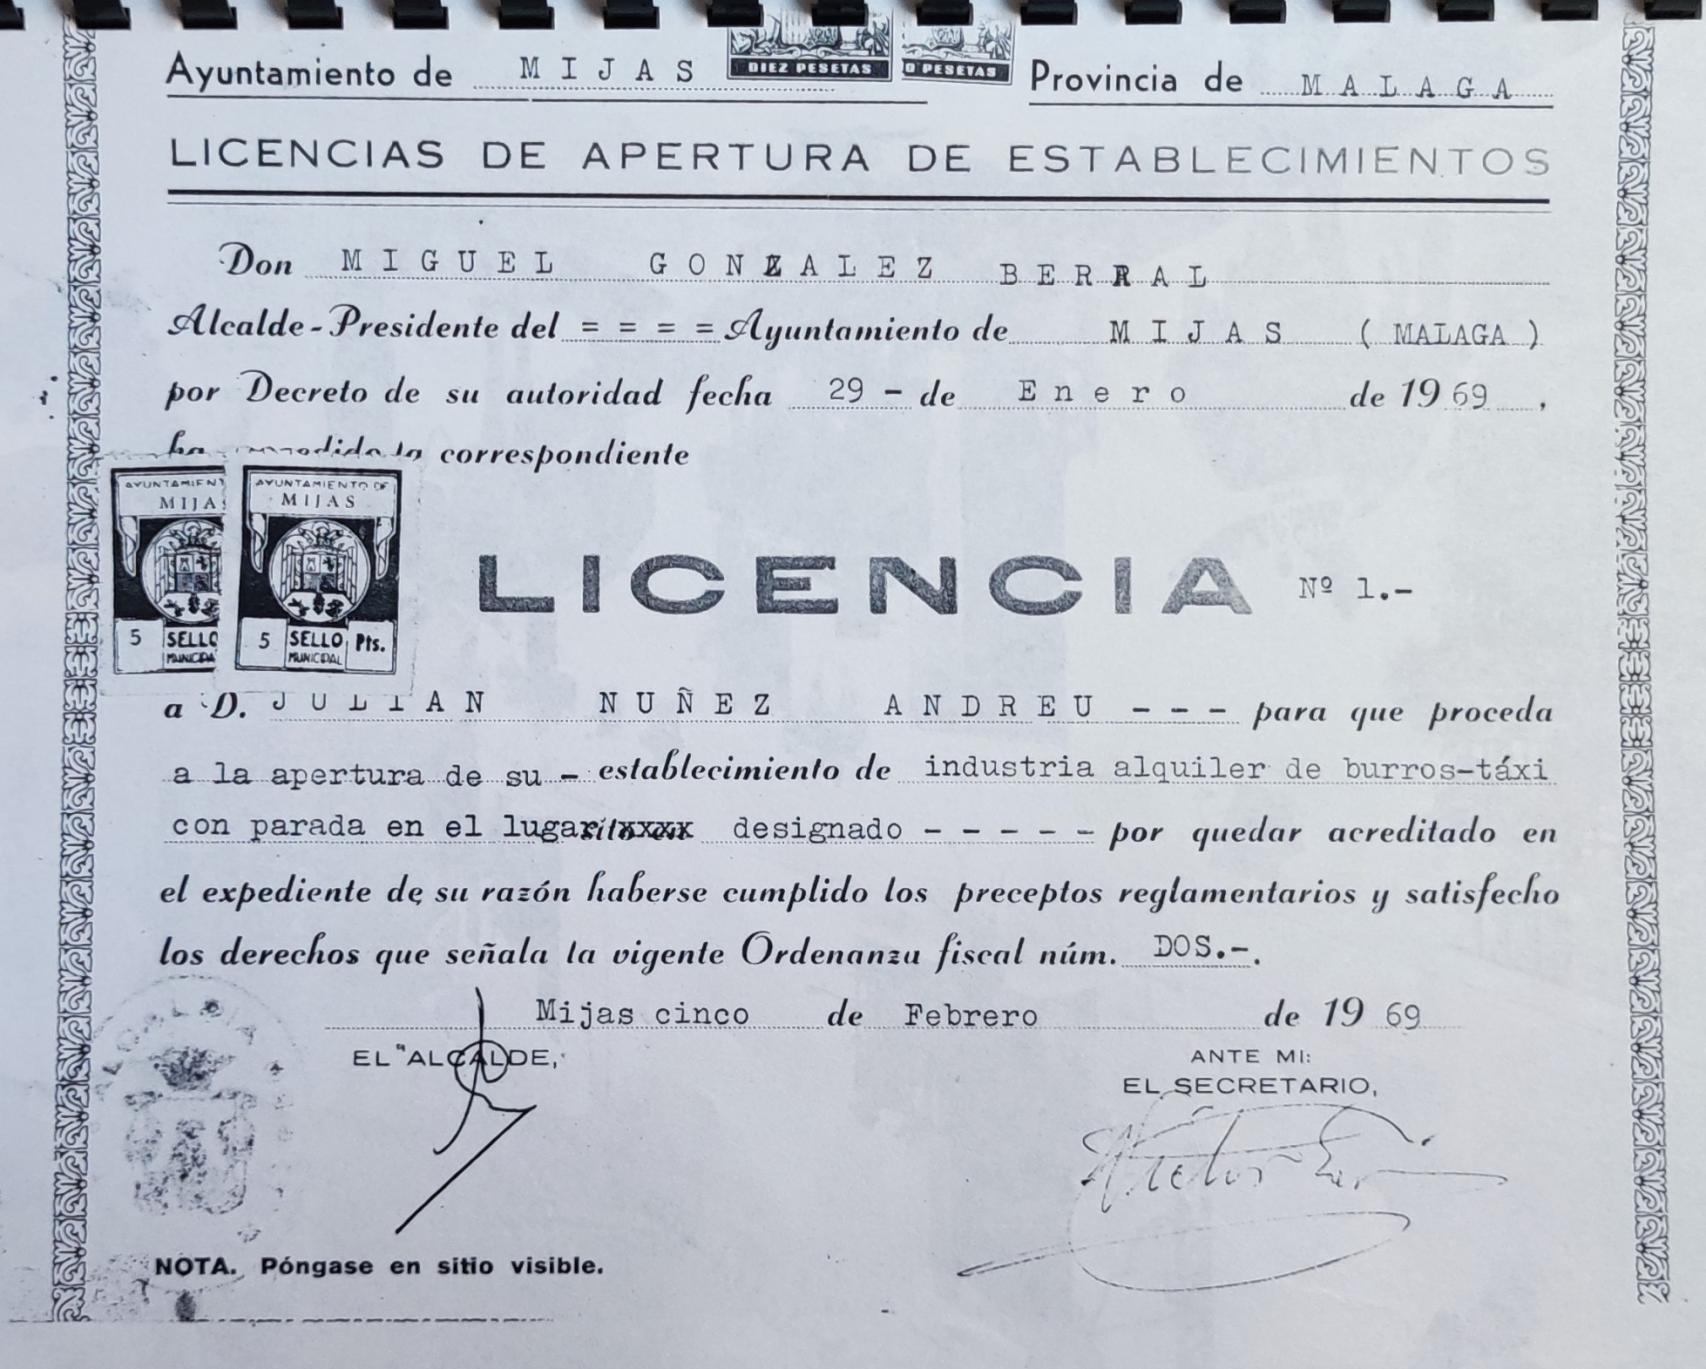 Ayuntamiento de MIJAS Provincia de MALAGA
DIEZ PESETAS
PESETAS
LICENCIAS DE APERTURA DE ESTABLECIMIENTOS
Don MIGUEL GONZALEZ BERRAL
Alcalde-Presidente del = = = = Ayuntamiento de MIJAS (MALAGA)
por Decreto de su autoridad fecha 29 - de Enero de 1969,
ha la correspondiente
AYUNTAMIENT
MIJAS
5 SELLO
MUNICIPAL
AYUNTAMIENTO DE
MIJAS
5 SELLO Pts.
MUNICIPAL
LICENCIA Nº 1.-
a D. JULIAN NUÑEZ ANDREU - - - para que proceda
a la apertura de su - establecimiento de industria alquiler de burros-táxi
con parada en el lugar designado - - - - - por quedar acreditado en
el expediente de su razón haberse cumplido los preceptos reglamentarios y satisfecho
los derechos que señala la vigente Ordenanza fiscal núm. DOS.-.
Mijas cinco de Febrero de 1969
EL ALCALDE,
ANTE MI:
EL SECRETARIO,
NOTA. Póngase en sitio visible.